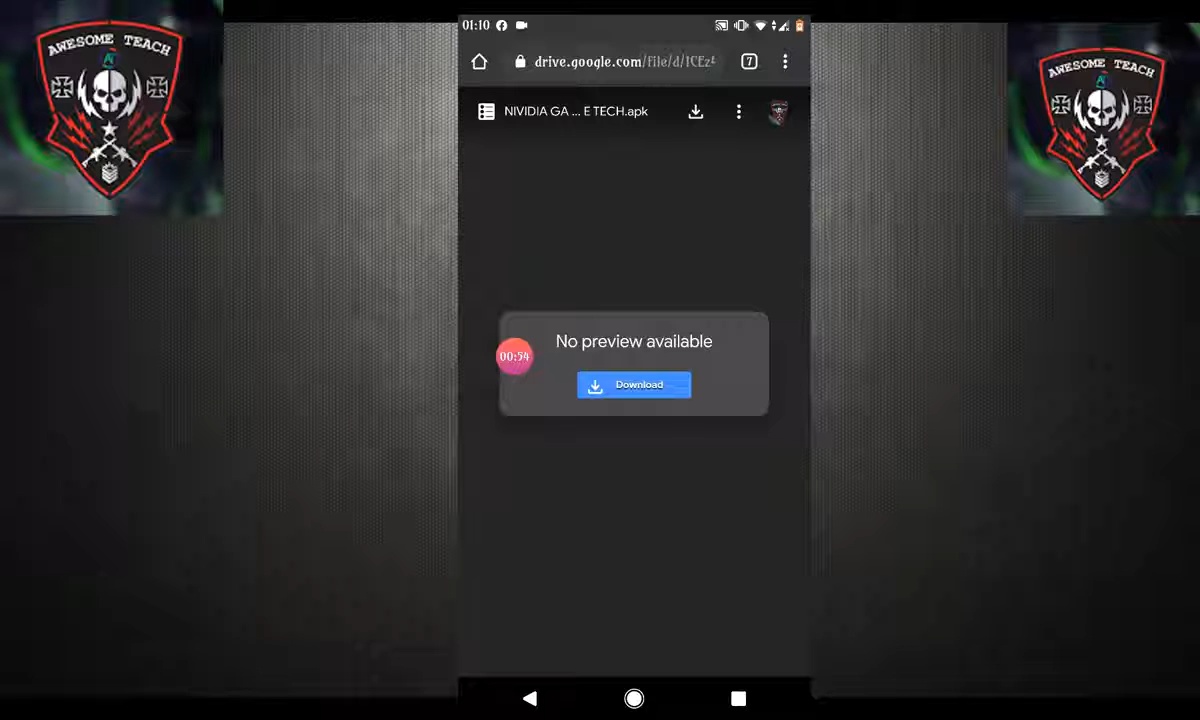 AWESOME TEACH
AWESOME TEACH
01:10
drive.google.com/file/d/1CEz4
7
NIVIDIA GA ... E TECH.apk
No preview available
00:54
Download